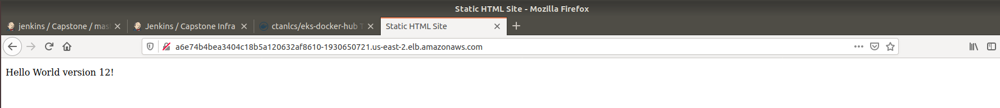 Static HTML Site - Mozilla Firefox
jenkins / Capstone / mas
Jenkins / Capstone Infra
ctanlcs/eks-docker-hub T
Static HTML Site
a6e74b4bea3404c18b5a120632af8610-1930650721.us-east-2.elb.amazonaws.com
Hello World version 12!